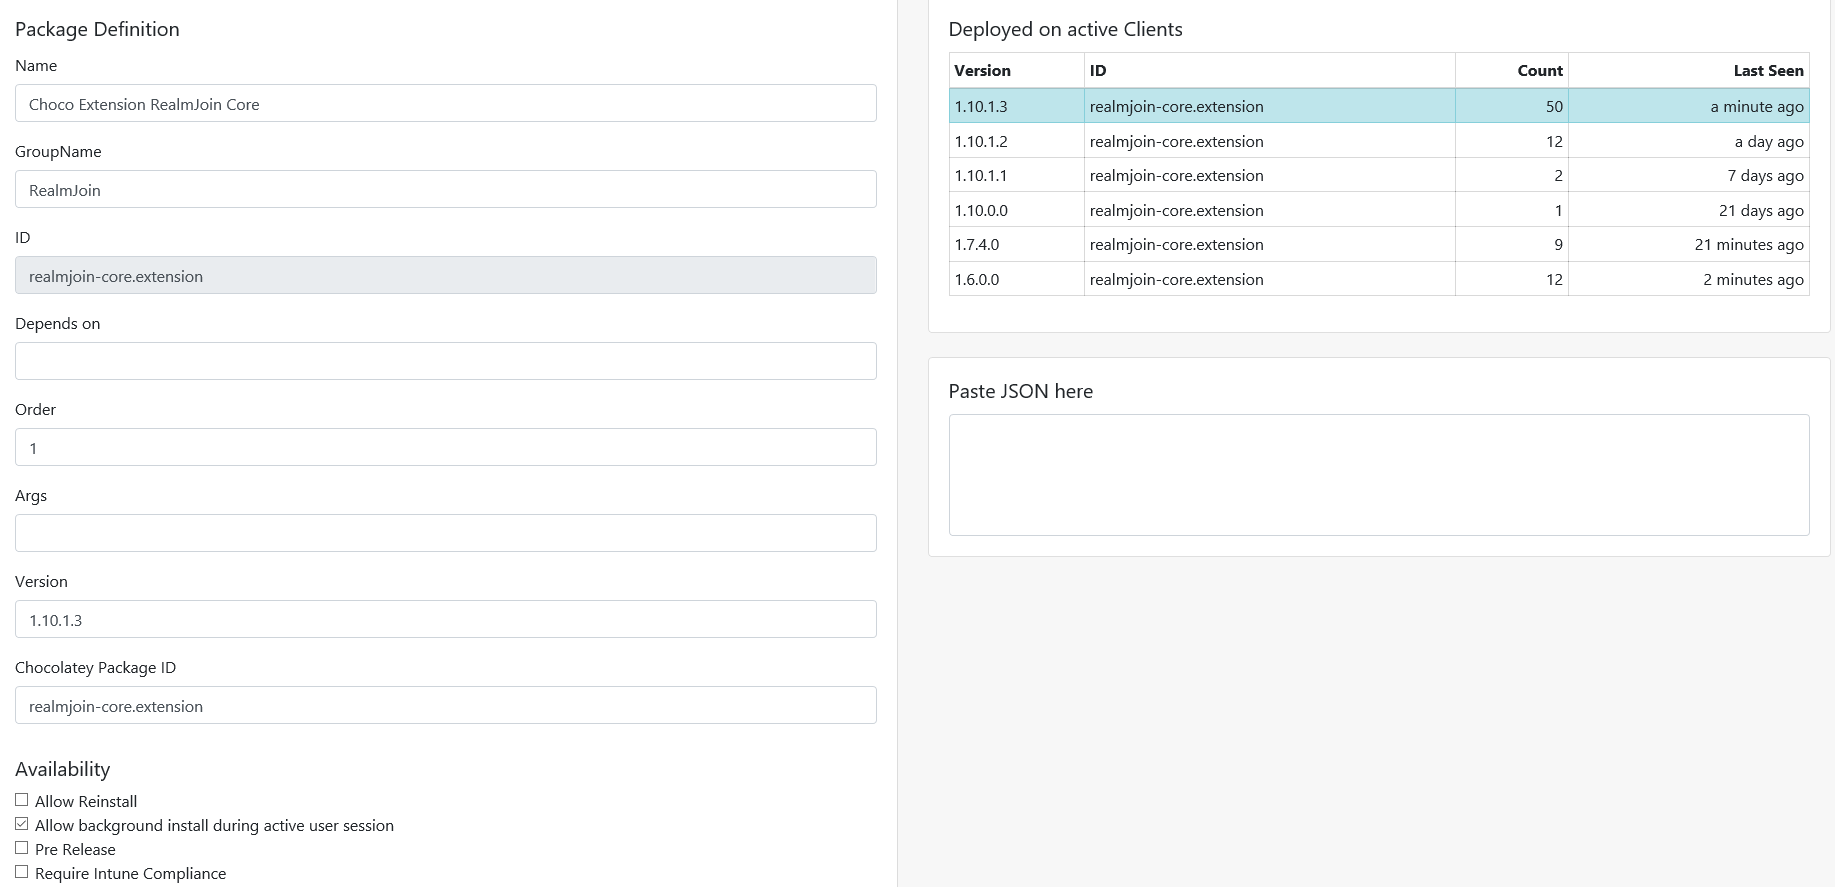 Package Definition
Name
Choco Extension RealmJoin Core
GroupName
RealmJoin
ID
realmjoin-core.extension
Depends on
Order
1
Args
Version
1.10.1.3
Chocolatey Package ID
realmjoin-core.extension
Availability
Allow Reinstall
Allow background install during active user session
Pre Release
Require Intune Compliance
Deployed on active Clients
Version ID Count Last Seen
1.10.1.3 realmjoin-core.extension 50 a minute ago
1.10.1.2 realmjoin-core.extension 12 a day ago
1.10.1.1 realmjoin-core.extension 2 7 days ago
1.10.0.0 realmjoin-core.extension 1 21 days ago
1.7.4.0 realmjoin-core.extension 9 21 minutes ago
1.6.0.0 realmjoin-core.extension 12 2 minutes ago
Paste JSON here